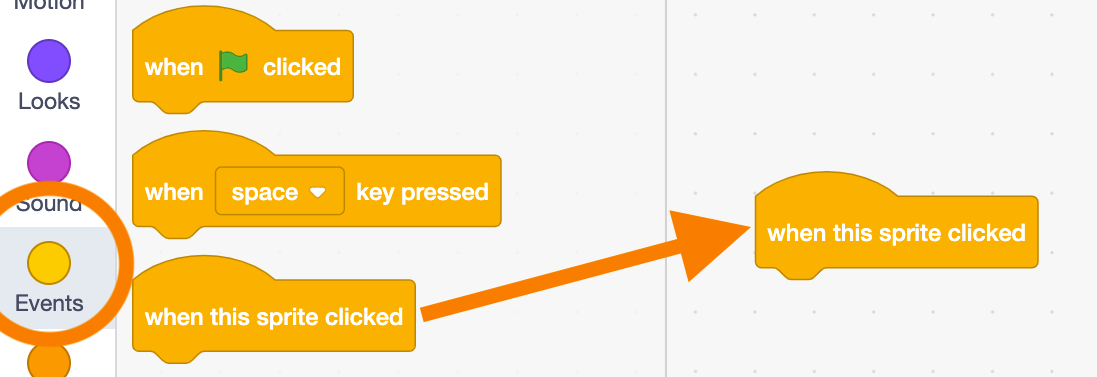 Motion
Looks
Sound
Events
when clicked
when space key pressed
when this sprite clicked
when this sprite clicked